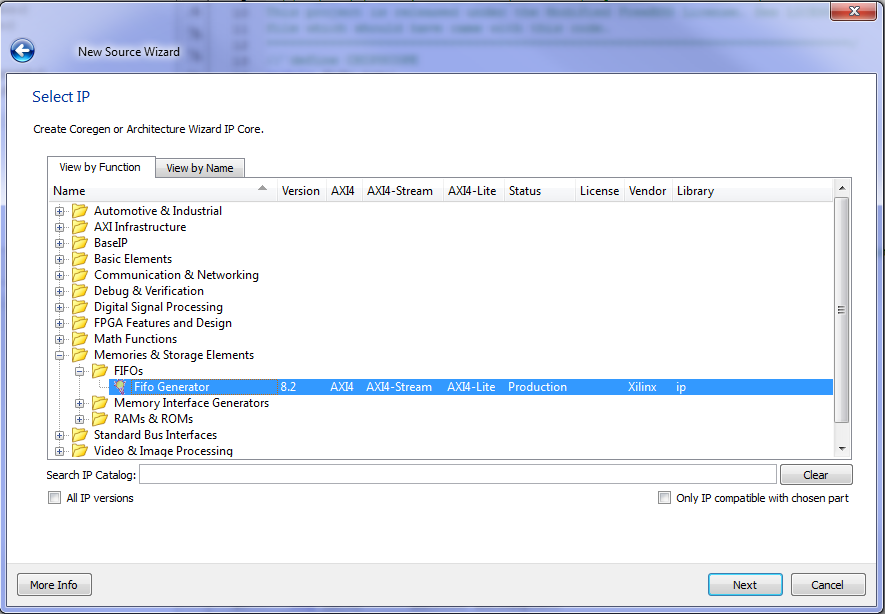 New Source Wizard
Select IP
Create Coregen or Architecture Wizard IP Core.
View by Function View by Name
Name Version AXI4 AXI4-Stream AXI4-Lite Status License Vendor Library
Automotive & Industrial
AXI Infrastructure
BaseIP
Basic Elements
Communication & Networking
Debug & Verification
Digital Signal Processing
FPGA Features and Design
Math Functions
Memories & Storage Elements
FIFOs
Fifo Generator 8.2 AXI4 AXI4-Stream AXI4-Lite Production Xilinx ip
Memory Interface Generators
RAMs & ROMs
Standard Bus Interfaces
Video & Image Processing
Search IP Catalog: Clear
All IP versions Only IP compatible with chosen part
More Info Next Cancel